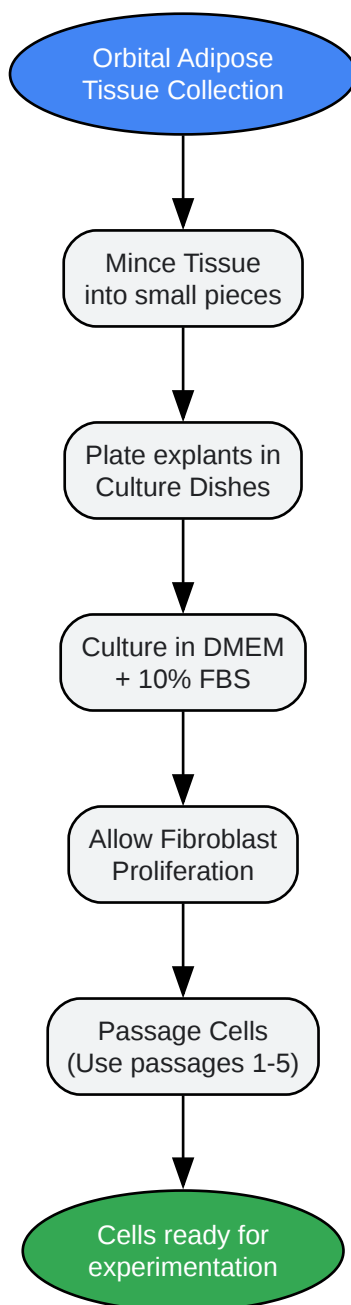 Orbital Adipose
Tissue Collection
Mince Tissue
into small pieces
Plate explants in
Culture Dishes
Culture in DMEM
+ 10% FBS
Allow Fibroblast
Proliferation
Passage Cells
(Use passages 1-5)
Cells ready for
experimentation